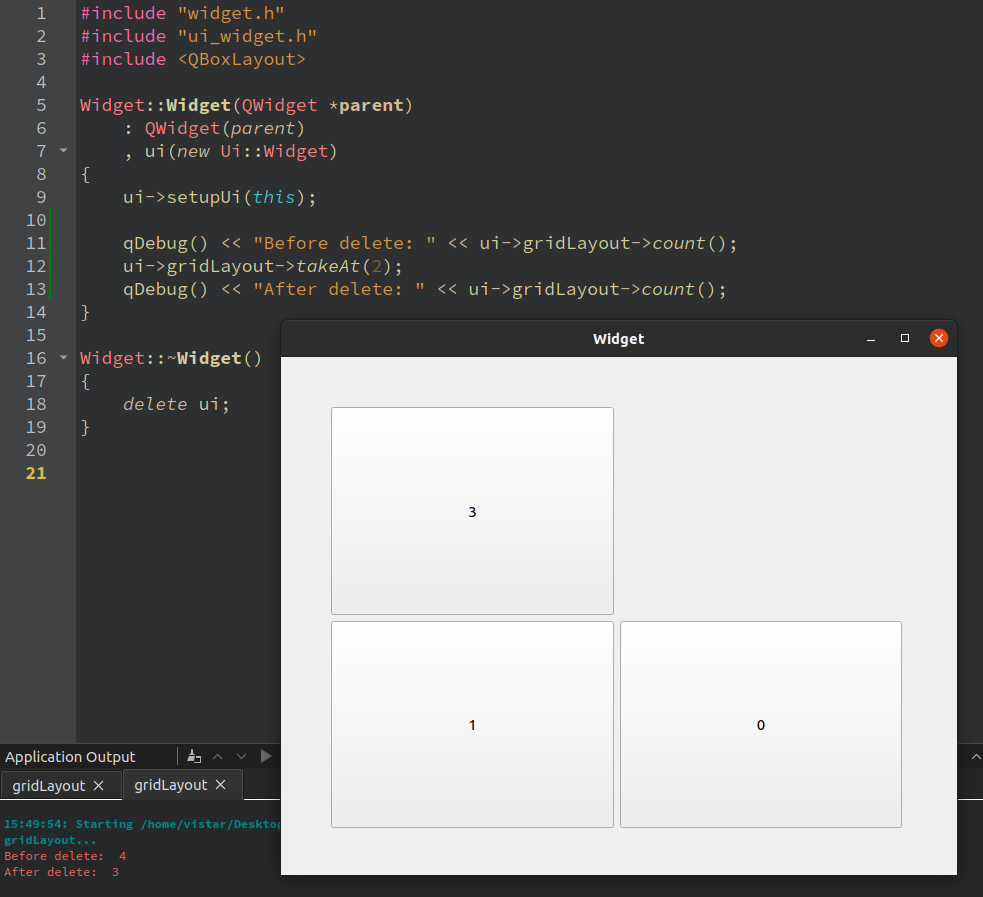 1 #include "widget.h"
2 #include "ui_widget.h"
3 #include <QBoxLayout>
4
5 Widget::Widget(QWidget *parent)
6 : QWidget(parent)
7 , ui(new Ui::Widget)
8 {
9 ui->setupUi(this);
10
11 qDebug() << "Before delete: " << ui->gridLayout->count();
12 ui->gridLayout->takeAt(2);
13 qDebug() << "After delete: " << ui->gridLayout->count();
14 }
15
16 Widget::~Widget()
17 {
18 delete ui;
19 }
20
21
Widget
3
1 0
Application Output
gridLayout gridLayout
15:49:54: Starting /home/vistar/Desktop
gridLayout...
Before delete: 4
After delete: 3